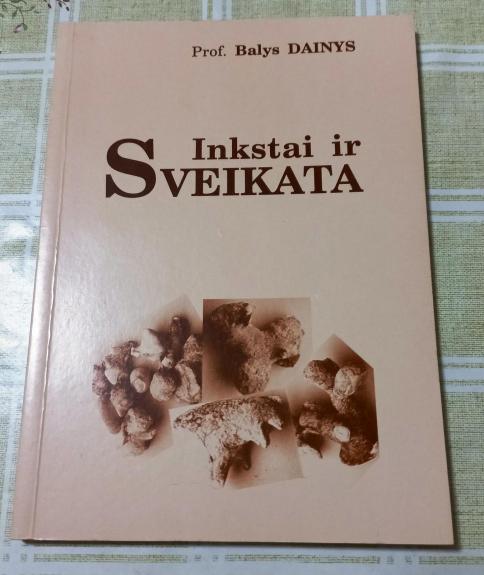 Prof. Balys DAINYS
Inkstai ir
SVEIKATA